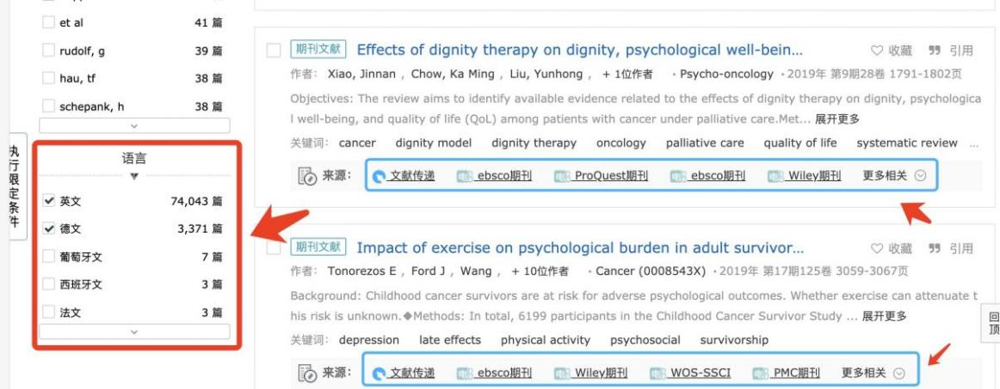 et al 41 篇
rudolf, g 39 篇
hau, tf 38 篇
schepank, h 38 篇
执行限定条件
语言
英文 74,043 篇
德文 3,371 篇
葡萄牙文 7 篇
西班牙文 3 篇
法文 3 篇
期刊文献 Effects of dignity therapy on dignity, psychological well-bein... 收藏 引用
作者: Xiao, Jinnan , Chow, Ka Ming , Liu, Yunhong , + 1位作者 · Psycho-oncology · 2019年 第9期28卷 1791-1802页
Objectives: The review aims to identify available evidence related to the effects of dignity therapy on dignity, psychologica
l well-being, and quality of life (QoL) among patients with cancer under palliative care.Met... 展开更多
关键词: cancer dignity model dignity therapy oncology palliative care quality of life systematic review ...
来源: 文献传递 ebsco期刊 ProQuest期刊 ebsco期刊 Wiley期刊 更多相关
期刊文献 Impact of exercise on psychological burden in adult survivor... 收藏 引用
作者: Tonorezos E , Ford J , Wang , + 10位作者 · Cancer (0008543X) · 2019年 第17期125卷 3059-3067页
Background: Childhood cancer survivors are at risk for adverse psychological outcomes. Whether exercise can attenuate t
his risk is unknown.◆Methods: In total, 6199 participants in the Childhood Cancer Survivor Study ... 展开更多
关键词: depression late effects physical activity psychosocial survivorship
来源: 文献传递 ebsco期刊 Wiley期刊 WOS-SSCI PMC期刊 更多相关
回顶